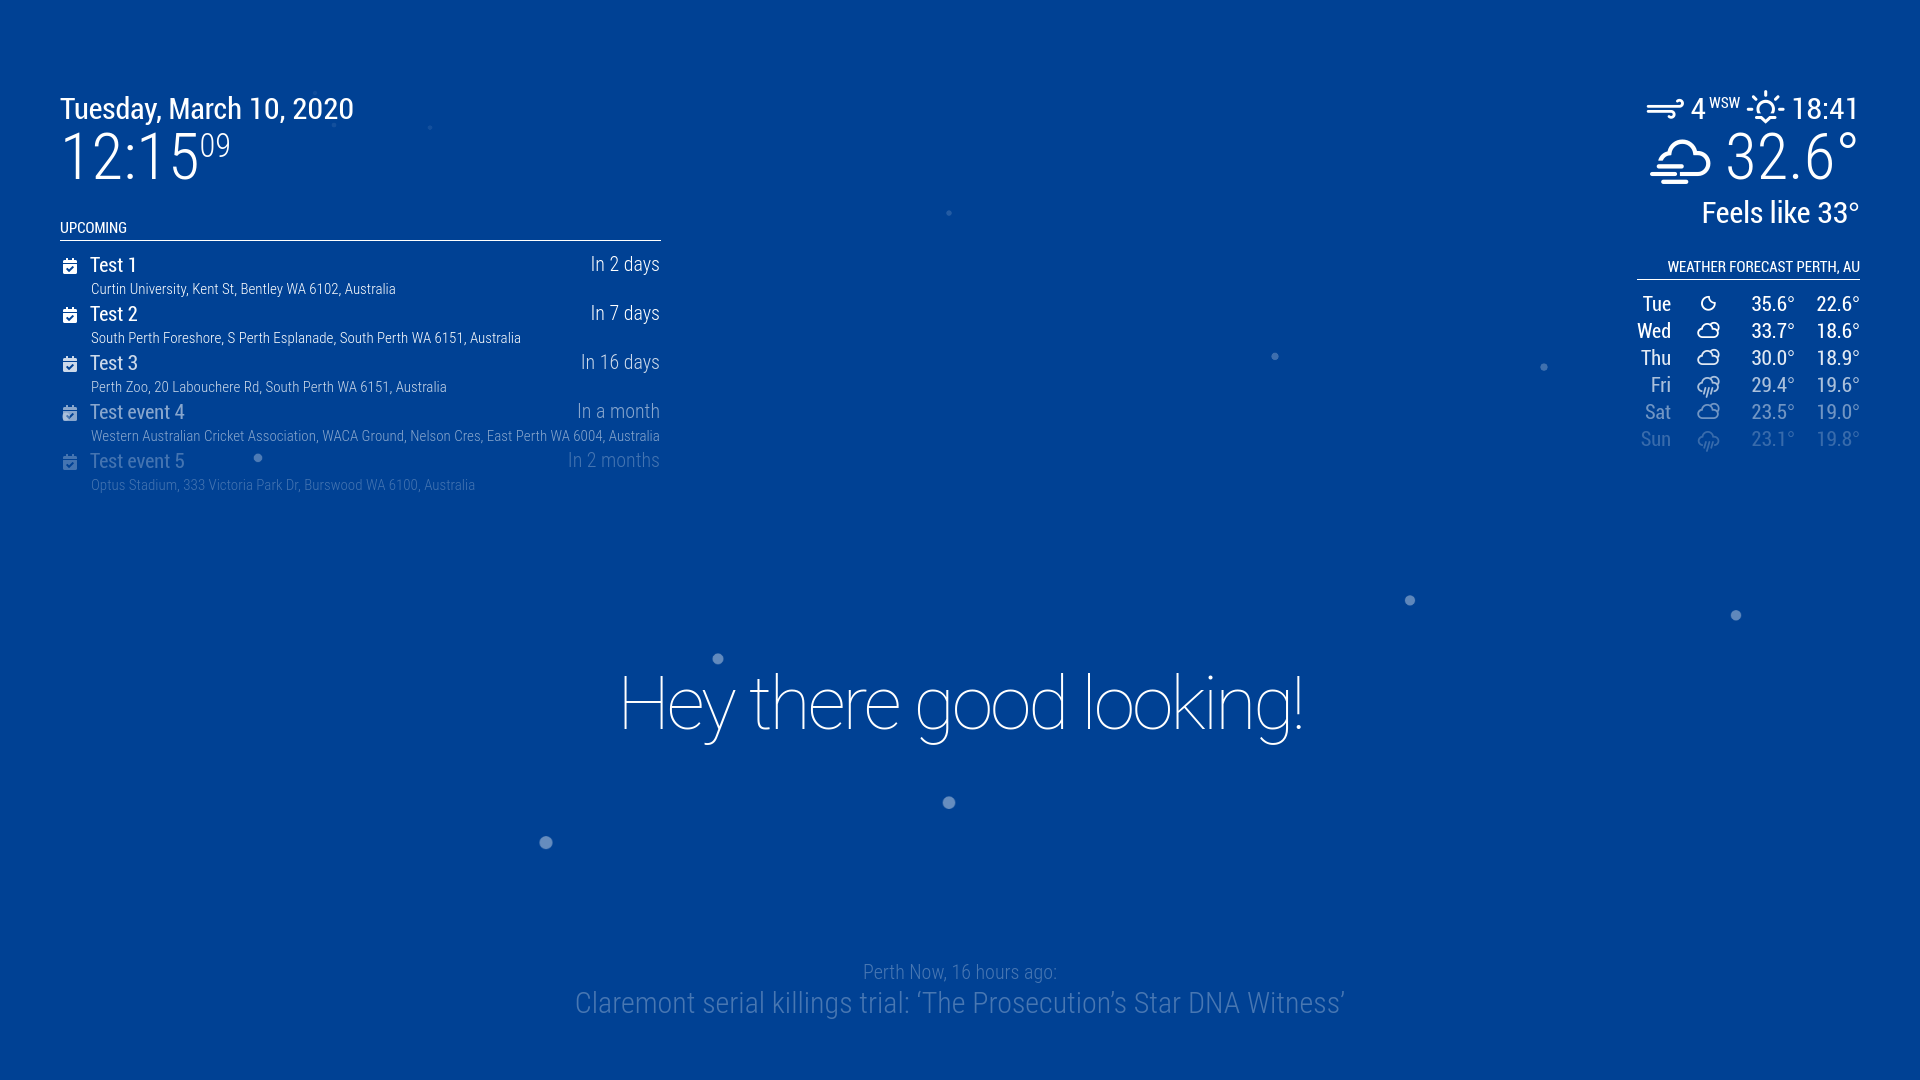 Tuesday, March 10, 2020
12:15 09
UPCOMING
Test 1 In 2 days
Curtin University, Kent St, Bentley WA 6102, Australia
Test 2 In 7 days
South Perth Foreshore, S Perth Esplanade, South Perth WA 6151, Australia
Test 3 In 16 days
Perth Zoo, 20 Labouchere Rd, South Perth WA 6151, Australia
Test event 4 In a month
Western Australian Cricket Association, WACA Ground, Nelson Cres, East Perth WA 6004, Australia
Test event 5 In 2 months
Optus Stadium, 333 Victoria Park Dr, Burswood WA 6100, Australia
4 WSW 18:41
32.6°
Feels like 33°
WEATHER FORECAST PERTH, AU
Tue 35.6° 22.6°
Wed 33.7° 18.6°
Thu 30.0° 18.9°
Fri 29.4° 19.6°
Sat 23.5° 19.0°
Sun 23.1° 19.8°
Hey there good looking!
Perth Now, 16 hours ago:
Claremont serial killings trial: ‘The Prosecution’s Star DNA Witness’